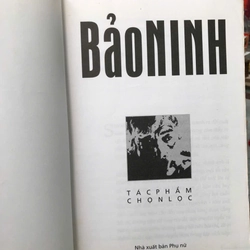 BẢoNINH
TÁC PHẨM
CHỌN LỌC
Nhà xuất bản Phụ nữ